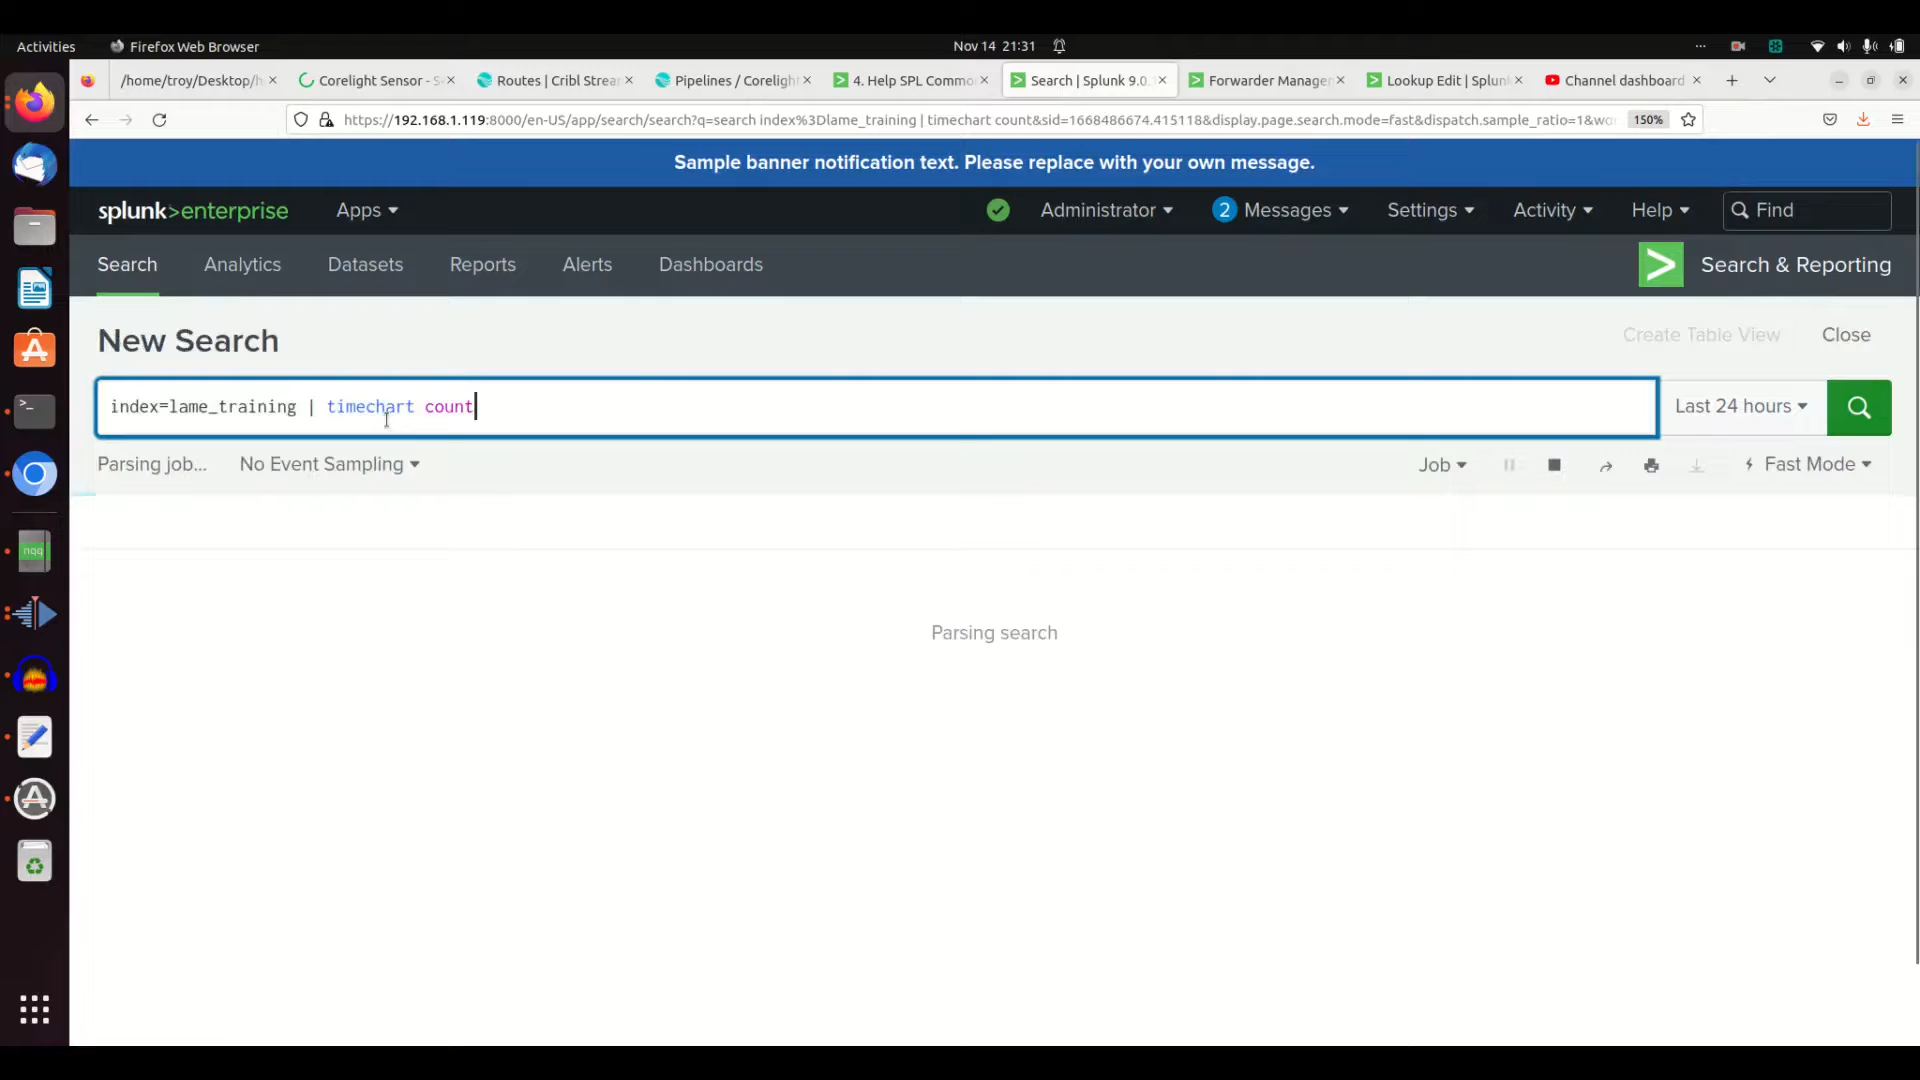 Activities Firefox Web Browser Nov 14 21:31
/home/troy/Desktop/h Corelight Sensor - S Routes | Cribl Strea Pipelines / Corelight 4. Help SPL Commo Search | Splunk 9.0. Forwarder Manage Lookup Edit | Splunk Channel dashboard
https://192.168.1.119:8000/en-US/app/search/search?q=search index%3Dlame_training | timechart count&sid=1668486674.415118&display.page.search.mode=fast&dispatch.sample_ratio=1&wo 150%
Sample banner notification text. Please replace with your own message.
splunk>enterprise Apps Administrator 2 Messages Settings Activity Help Find
Search Analytics Datasets Reports Alerts Dashboards > Search & Reporting
New Search Create Table View Close
index=lame_training | timechart count Last 24 hours
Parsing job... No Event Sampling Job Fast Mode
Parsing search
nqq